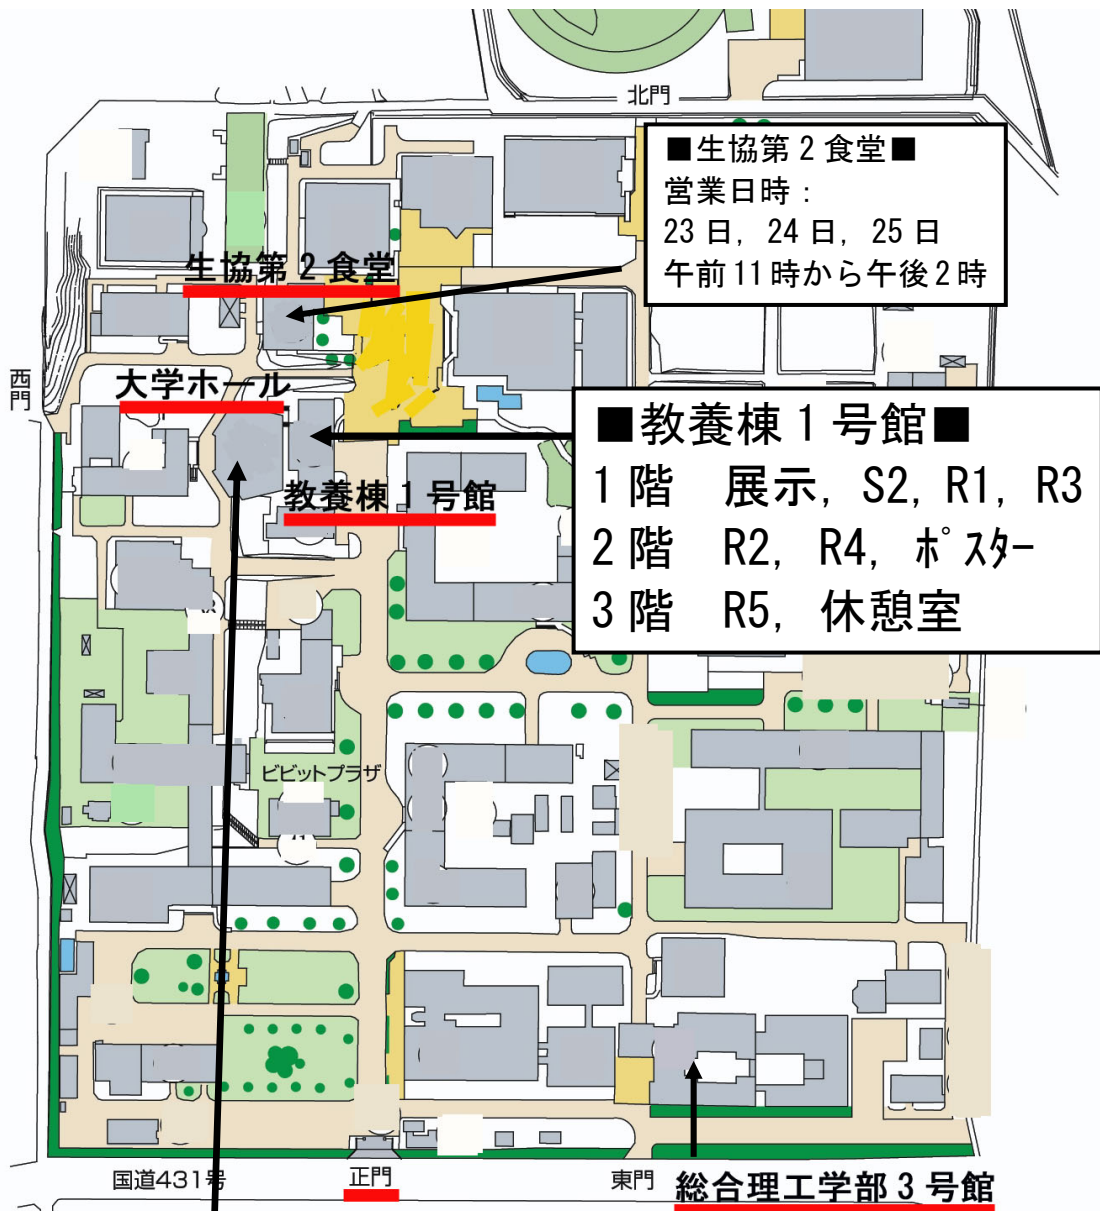 北門
■生協第2食堂■
営業日時：
23日，24日，25日
午前11時から午後2時
生協第2食堂
西門
大学ホール
■教養棟1号館■
1階　展示，S2，R1，R3
2階　R2，R4，ﾎﾟｽﾀｰ
3階　R5，休憩室
教養棟1号館
ビビットプラザ
国道431号
正門
東門
総合理工学部3号館